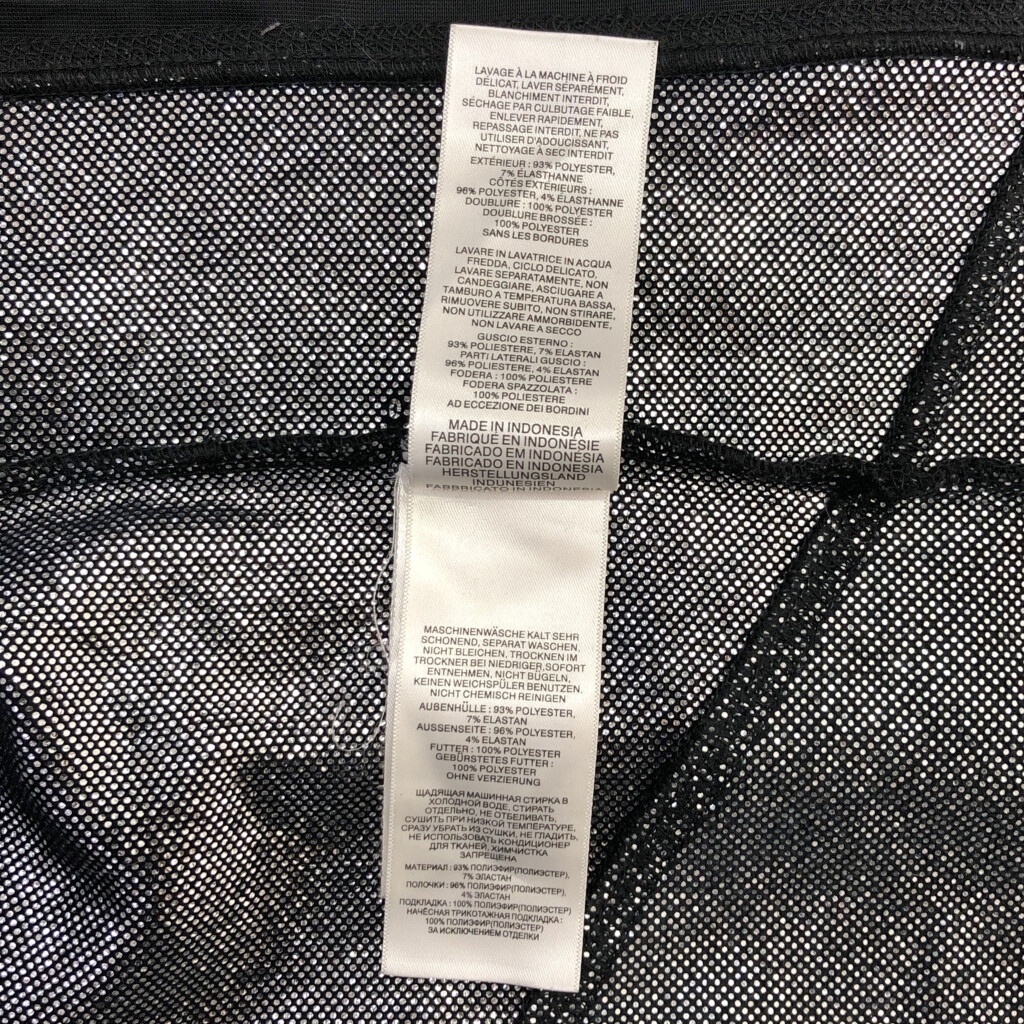 LAVAGE À LA MACHINE À FROID
DÉLICAT, LAVER SÉPARÉMENT,
BLANCHIMENT INTERDIT,
SÉCHAGE PAR CULBUTAGE FAIBLE,
ENLEVER RAPIDEMENT,
REPASSAGE INTERDIT, NE PAS
UTILISER D'ADOUCISSANT,
NETTOYAGE À SEC INTERDIT
EXTÉRIEUR : 93% POLYESTER,
7% ÉLASTHANNE
CÔTÉS EXTERIEURS :
96% POLYESTER, 4% ÉLASTHANNE
DOUBLURE : 100% POLYESTER
DOUBLURE BROSSÉE :
100% POLYESTER
SANS LES BORDURES
LAVARE IN LAVATRICE IN ACQUA
FREDDA, CICLO DELICATO,
LAVARE SEPARATAMENTE, NON
CANDEGGIARE, ASCIUGARE A
TAMBURO A TEMPERATURA BASSA,
RIMUOVERE SUBITO, NON STIRARE,
NON UTILIZZARE AMMORBIDENTE,
NON LAVARE A SECCO
GUSCIO ESTERNO :
93% POLIESTERE, 7% ELASTAN
PARTI LATERALI GUSCIO :
96% POLIESTERE, 4% ELASTAN
FODERA : 100% POLIESTERE
FODERA SPAZZOLATA :
100% POLIESTERE
AD ECCEZIONE DEI BORDINI
MADE IN INDONESIA
FABRIQUÉ EN INDONÉSIE
FABRICADO EM INDONESIA
FABRICADO EN INDONESIA
HERSTELLUNGSLAND
INDUNESIEN
FABBRICATO IN INDONESIA
MASCHINENWÄSCHE KALT SEHR
SCHONEND, SEPARAT WASCHEN,
NICHT BLEICHEN, TROCKNEN IM
TROCKNER BEI NIEDRIGER,SOFORT
ENTNEHMEN, NICHT BÜGELN,
KEINEN WEICHSPÜLER BENUTZEN,
NICHT CHEMISCH REINIGEN
AUBENHÜLLE : 93% POLYESTER,
7% ELASTAN
AUSSENSEITE : 96% POLYESTER,
4% ELASTAN
FUTTER : 100% POLYESTER
GEBÜRSTETES FUTTER :
100% POLYESTER
OHNE VERZIERUNG
ЩАДЯЩАЯ МАШИННАЯ СТИРКА В
ХОЛОДНОЙ ВОДЕ, СТИРАТЬ
ОТДЕЛЬНО, НЕ ОТБЕЛИВАТЬ,
СУШИТЬ ПРИ НИЗКОЙ ТЕМПЕРАТУРЕ,
СРАЗУ УБРАТЬ ИЗ СУШКИ, НЕ ГЛАДИТЬ,
НЕ ИСПОЛЬЗОВАТЬ КОНДИЦИОНЕР
ДЛЯ ТКАНЕЙ, ХИМЧИСТКА
ЗАПРЕЩЕНА
МАТЕРИАЛ : 93% ПОЛИЭФИР(ПОЛИЭСТЕР),
7% ЭЛАСТАН
ПОЛОЧКИ : 96% ПОЛИЭФИР(ПОЛИЭСТЕР),
4% ЭЛАСТАН
ПОДКЛАДКА : 100% ПОЛИЭФИР(ПОЛИЭСТЕР)
НАЧЁСНАЯ ТРИКОТАЖНАЯ ПОДКЛАДКА :
100% ПОЛИЭФИР(ПОЛИЭСТЕР)
ЗА ИСКЛЮЧЕНИЕМ ОТДЕЛКИ